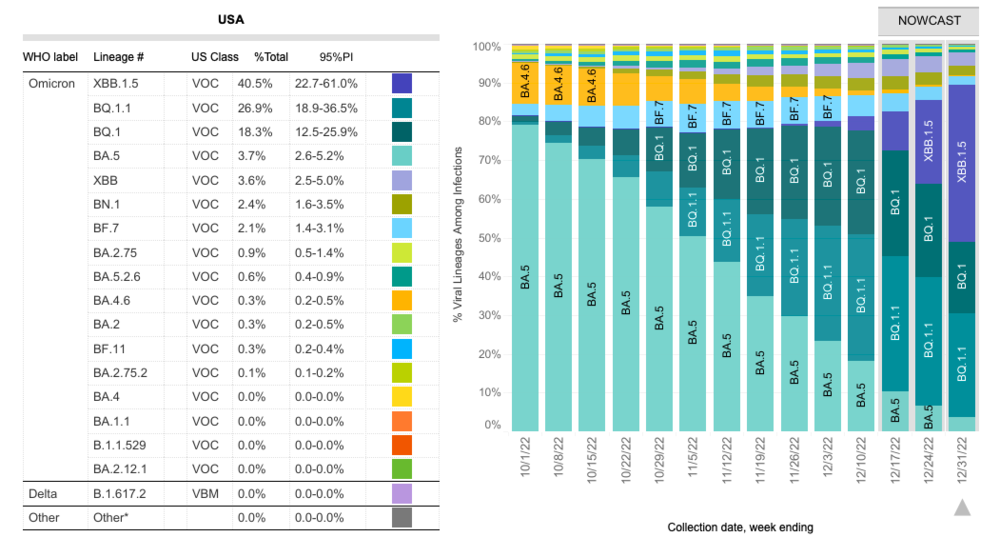 USA
WHO label Lineage # US Class %Total 95%PI
Omicron XBB.1.5 VOC 40.5% 22.7-61.0%
BQ.1.1 VOC 26.9% 18.9-36.5%
BQ.1 VOC 18.3% 12.5-25.9%
BA.5 VOC 3.7% 2.6-5.2%
XBB VOC 3.6% 2.5-5.0%
BN.1 VOC 2.4% 1.6-3.5%
BF.7 VOC 2.1% 1.4-3.1%
BA.2.75 VOC 0.9% 0.5-1.4%
BA.5.2.6 VOC 0.6% 0.4-0.9%
BA.4.6 VOC 0.3% 0.2-0.5%
BA.2 VOC 0.3% 0.2-0.5%
BF.11 VOC 0.3% 0.2-0.4%
BA.2.75.2 VOC 0.1% 0.1-0.2%
BA.4 VOC 0.0% 0.0-0.0%
BA.1.1 VOC 0.0% 0.0-0.0%
B.1.1.529 VOC 0.0% 0.0-0.0%
BA.2.12.1 VOC 0.0% 0.0-0.0%
Delta B.1.617.2 VBM 0.0% 0.0-0.0%
Other Other* 0.0% 0.0-0.0%
NOWCAST
% Viral Lineages Among Infections
100%
90%
80%
70%
60%
50%
40%
30%
20%
10%
0%
BA.4.6
BA.5
BA.4.6
BA.5
BA.4.6
BA.5
BA.5
BF.7
BQ.1
BA.5
BF.7
BQ.1
BQ.1.1
BA.5
BF.7
BQ.1
BQ.1.1
BA.5
BF.7
BQ.1
BQ.1.1
BA.5
BF.7
BQ.1
BQ.1.1
BA.5
BF.7
BQ.1
BQ.1.1
BA.5
BQ.1
BQ.1.1
BA.5
BQ.1
BQ.1.1
BA.5
XBB.1.5
BQ.1
BQ.1.1
BA.5
XBB.1.5
BQ.1
BQ.1.1
10/1/22
10/8/22
10/15/22
10/22/22
10/29/22
11/5/22
11/12/22
11/19/22
11/26/22
12/3/22
12/10/22
12/17/22
12/24/22
12/31/22
Collection date, week ending